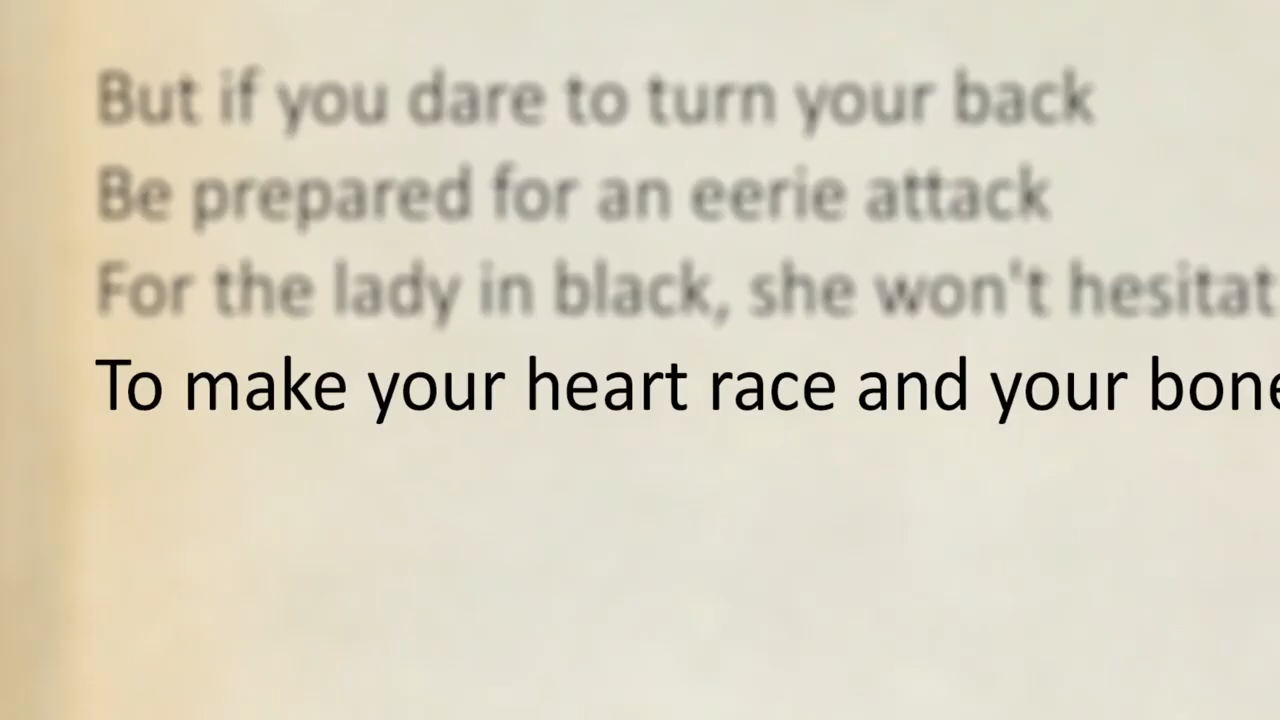 But if you dare to turn your back
Be prepared for an eerie attack
For the lady in black, she won't hesitat
To make your heart race and your bone